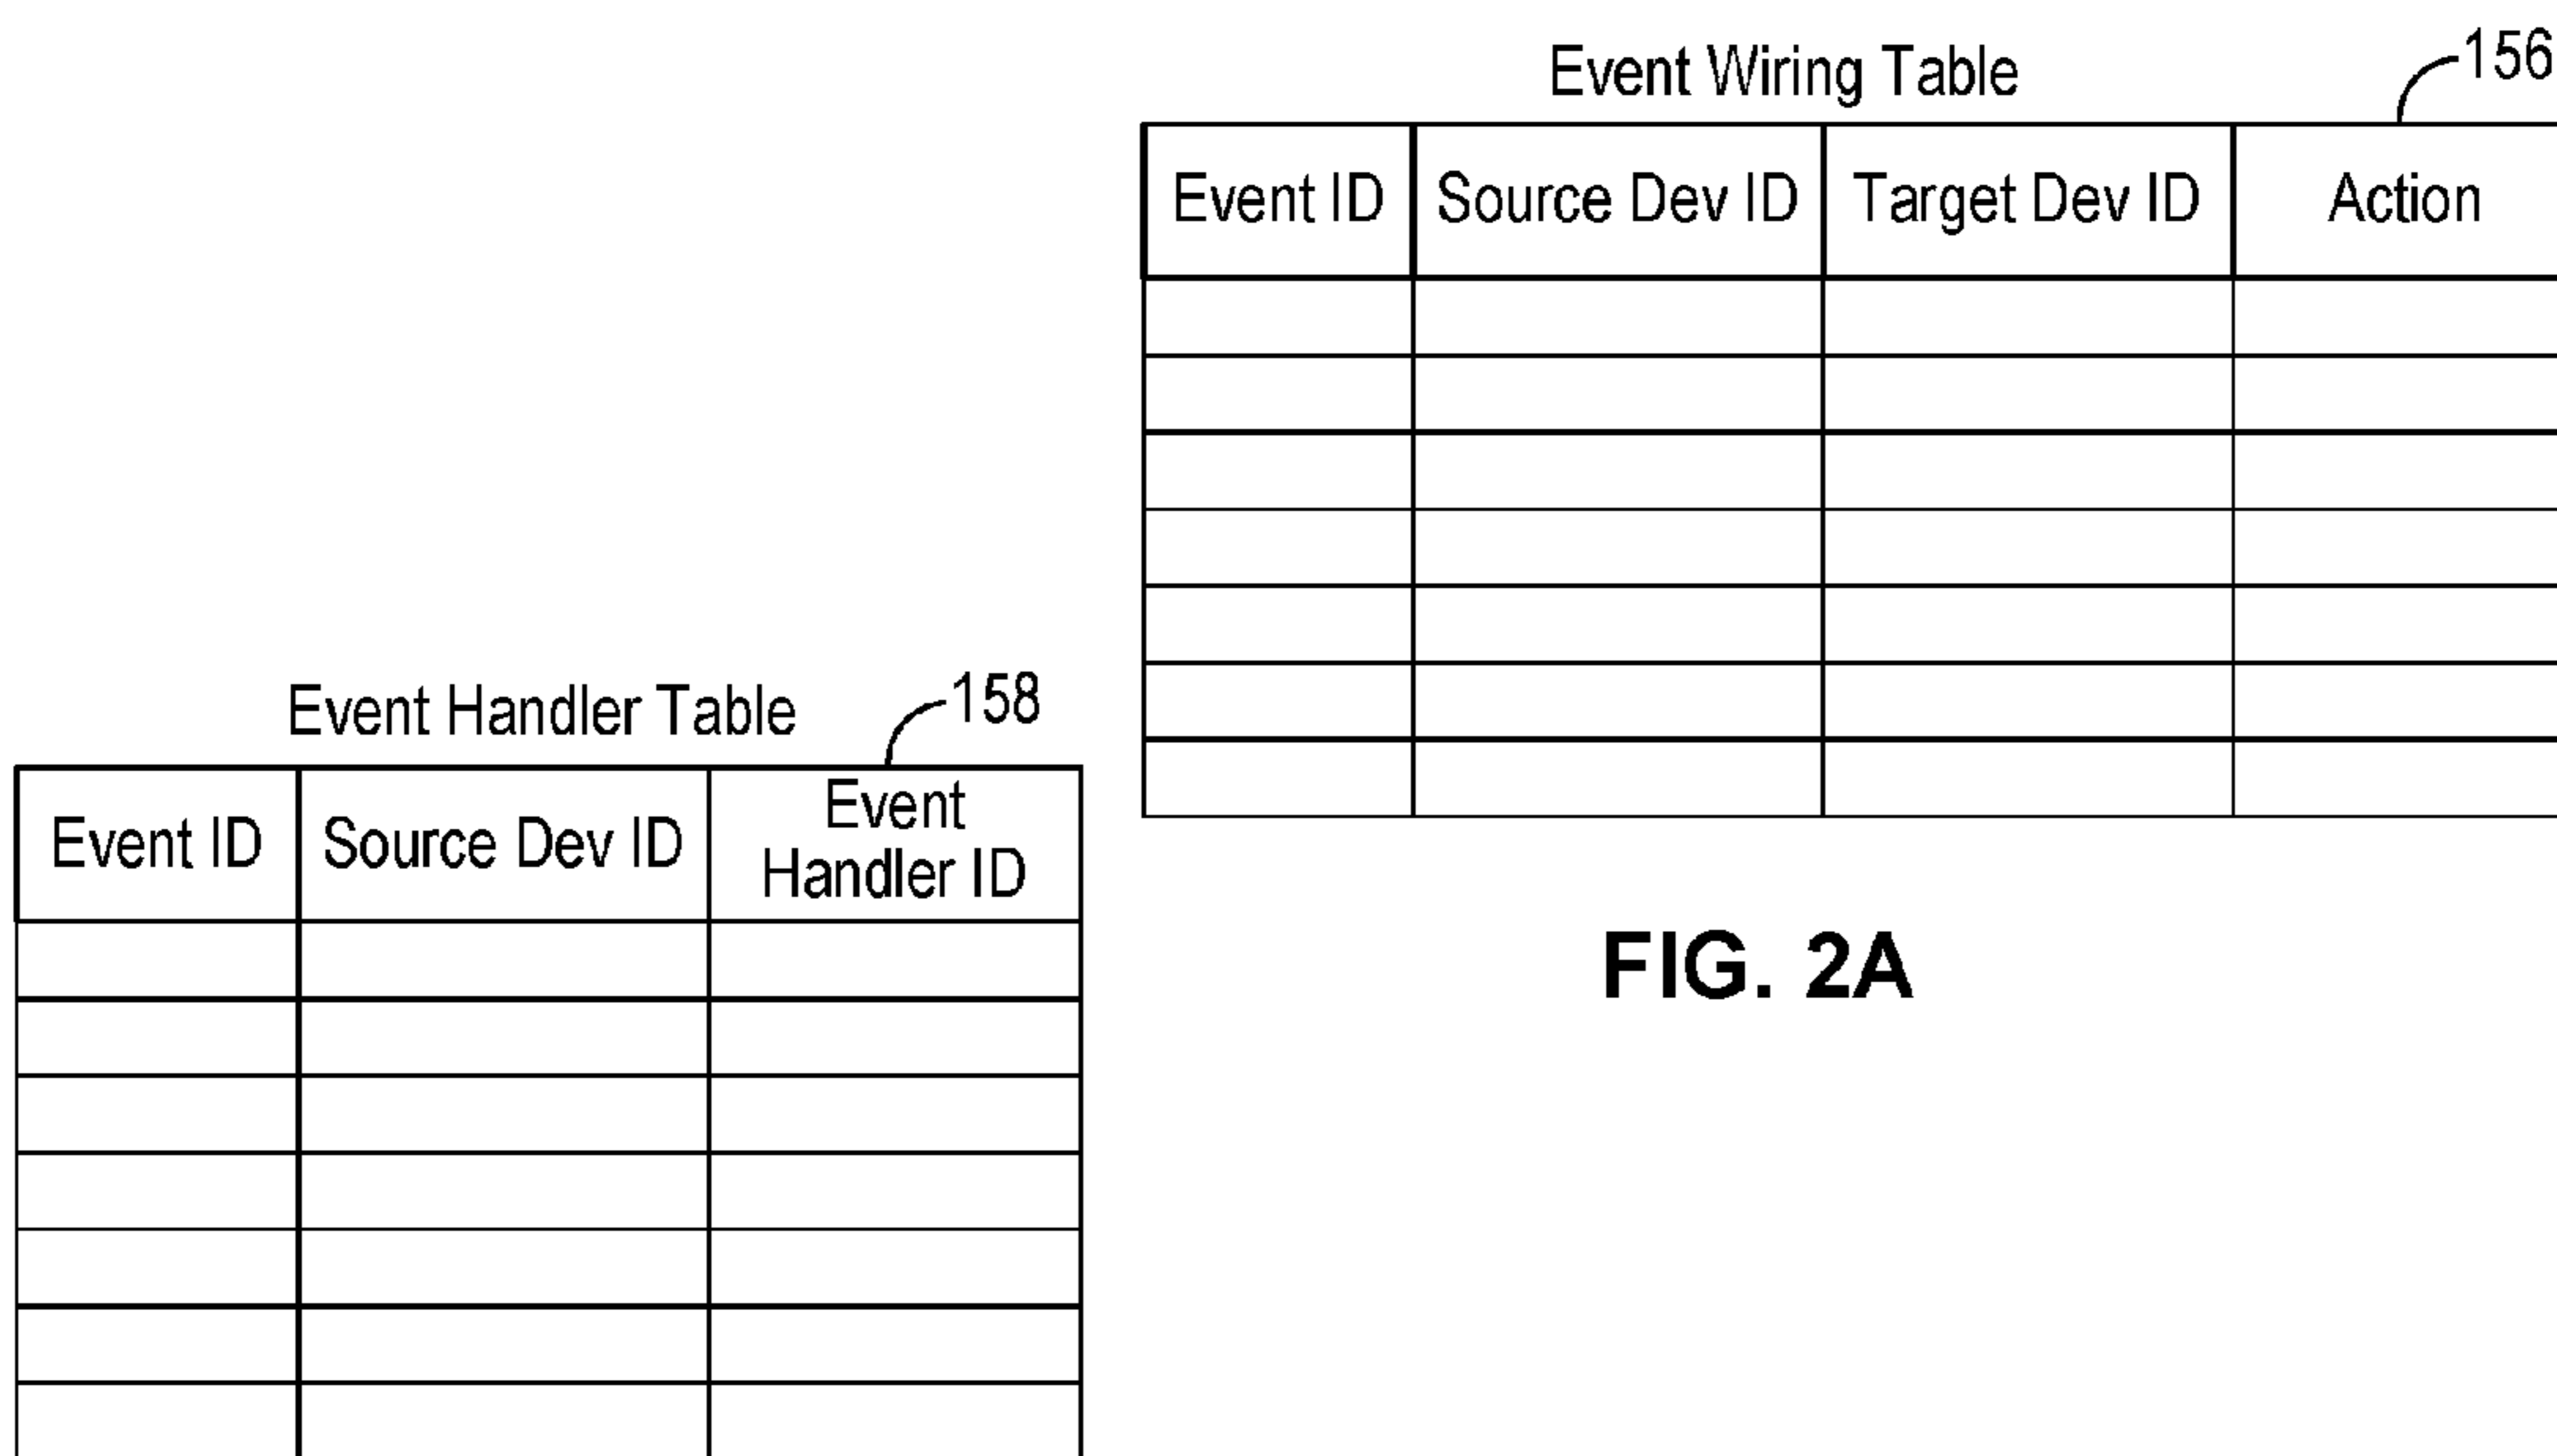 Event Wiring Table
156
Event ID Source Dev ID Target Dev ID Action
Event Handler Table
158
Event ID Source Dev ID Event
Handler ID
FIG. 2A